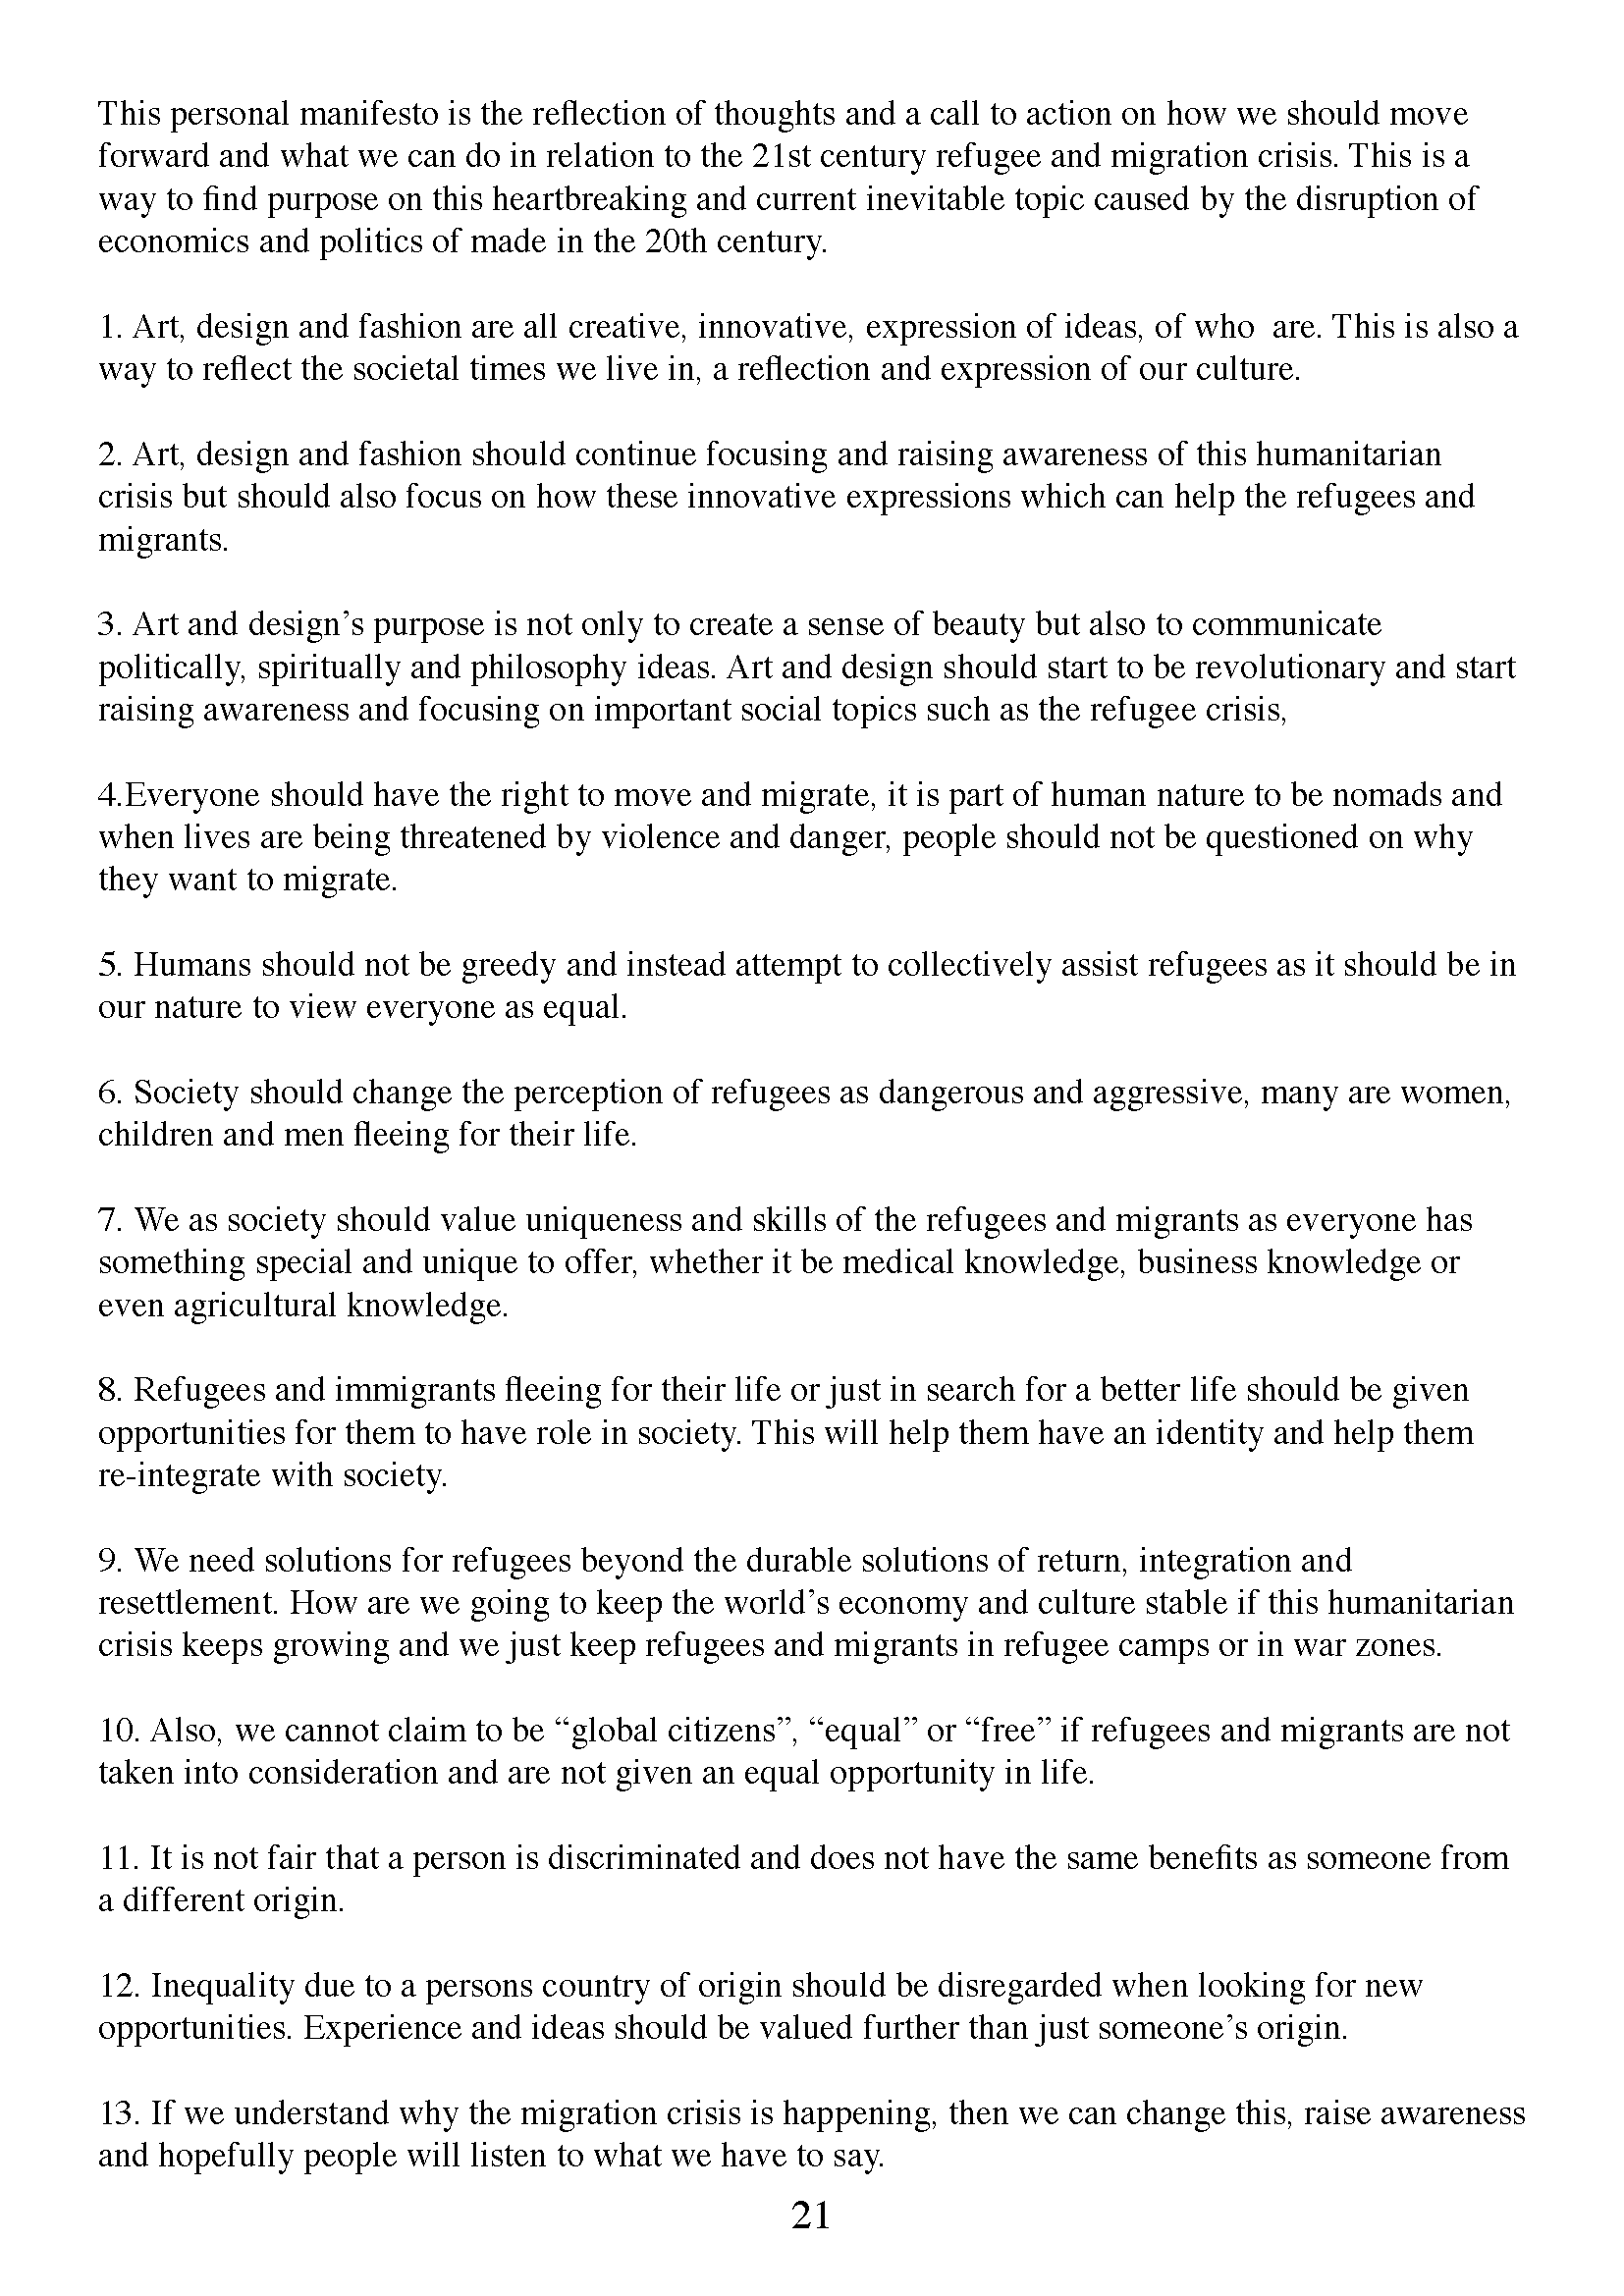 This personal manifesto is the reflection of thoughts and a call to action on how we should move
forward and what we can do in relation to the 21st century refugee and migration crisis. This is a
way to find purpose on this heartbreaking and current inevitable topic caused by the disruption of
economics and politics of made in the 20th century.
1. Art, design and fashion are all creative, innovative, expression of ideas, of who  are. This is also a
way to reflect the societal times we live in, a reflection and expression of our culture.
2. Art, design and fashion should continue focusing and raising awareness of this humanitarian
crisis but should also focus on how these innovative expressions which can help the refugees and
migrants.
3. Art and design’s purpose is not only to create a sense of beauty but also to communicate
politically, spiritually and philosophy ideas. Art and design should start to be revolutionary and start
raising awareness and focusing on important social topics such as the refugee crisis,
4.Everyone should have the right to move and migrate, it is part of human nature to be nomads and
when lives are being threatened by violence and danger, people should not be questioned on why
they want to migrate.
5. Humans should not be greedy and instead attempt to collectively assist refugees as it should be in
our nature to view everyone as equal.
6. Society should change the perception of refugees as dangerous and aggressive, many are women,
children and men fleeing for their life.
7. We as society should value uniqueness and skills of the refugees and migrants as everyone has
something special and unique to offer, whether it be medical knowledge, business knowledge or
even agricultural knowledge.
8. Refugees and immigrants fleeing for their life or just in search for a better life should be given
opportunities for them to have role in society. This will help them have an identity and help them
re-integrate with society.
9. We need solutions for refugees beyond the durable solutions of return, integration and
resettlement. How are we going to keep the world’s economy and culture stable if this humanitarian
crisis keeps growing and we just keep refugees and migrants in refugee camps or in war zones.
10. Also, we cannot claim to be “global citizens”, “equal” or “free” if refugees and migrants are not
taken into consideration and are not given an equal opportunity in life.
11. It is not fair that a person is discriminated and does not have the same benefits as someone from
a different origin.
12. Inequality due to a persons country of origin should be disregarded when looking for new
opportunities. Experience and ideas should be valued further than just someone’s origin.
13. If we understand why the migration crisis is happening, then we can change this, raise awareness
and hopefully people will listen to what we have to say.
21